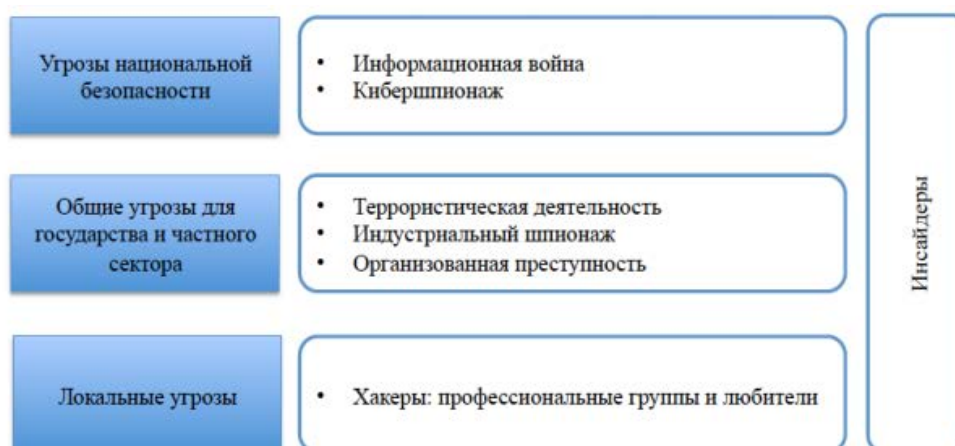 Угрозы национальной
безопасности
• Информационная война
• Кибершпионаж
Общие угрозы для
государства и частного
сектора
• Террористическая деятельность
• Индустриальный шпионаж
• Организованная преступность
Локальные угрозы
• Хакеры: профессиональные группы и любители
Инсайдеры